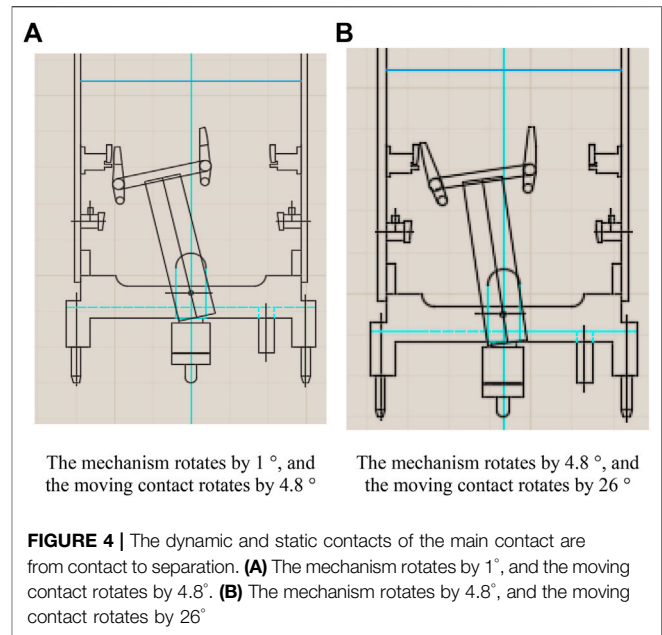 A
B
The mechanism rotates by 1 °, and
the moving contact rotates by 4.8 °
The mechanism rotates by 4.8 °, and
the moving contact rotates by 26 °
FIGURE 4 | The dynamic and static contacts of the main contact are
from contact to separation. (A) The mechanism rotates by 1°, and the moving
contact rotates by 4.8°. (B) The mechanism rotates by 4.8°, and the moving
contact rotates by 26°